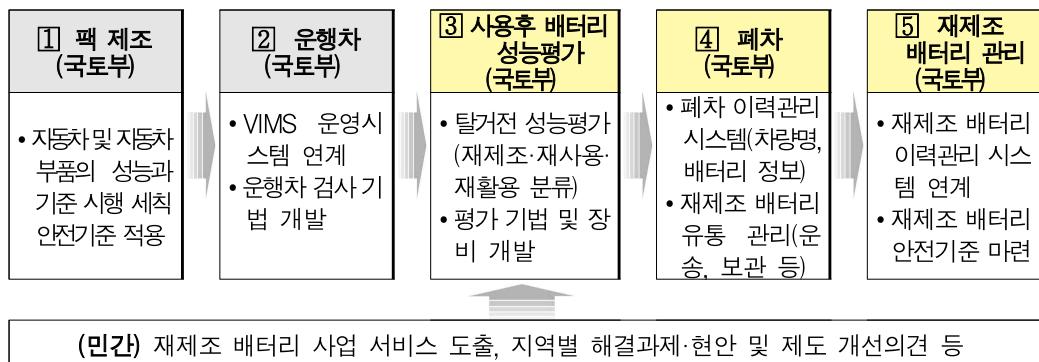 1 팩 제조
(국토부)
• 자동차 및 자동차
부품의 성능과
기준 시행 세칙
안전기준 적용
2 운행차
(국토부)
• VIMS 운영시
스템 연계
• 운행차 검사 기
법 개발
3 사용후 배터리
성능평가
(국토부)
• 탈거전 성능평가
(재제조·재사용·
재활용 분류)
• 평가 기법 및 장
비 개발
4 폐차
(국토부)
• 폐차 이력관리
시스템(차량명,
배터리 정보)
• 재제조 배터리
유통 관리(운
송, 보관 등)
5 재제조
배터리 관리
(국토부)
• 재제조 배터리
이력관리 시스
템 연계
• 재제조 배터리
안전기준 마련
(민간) 재제조 배터리 사업 서비스 도출, 지역별 해결과제·현안 및 제도 개선의견 등